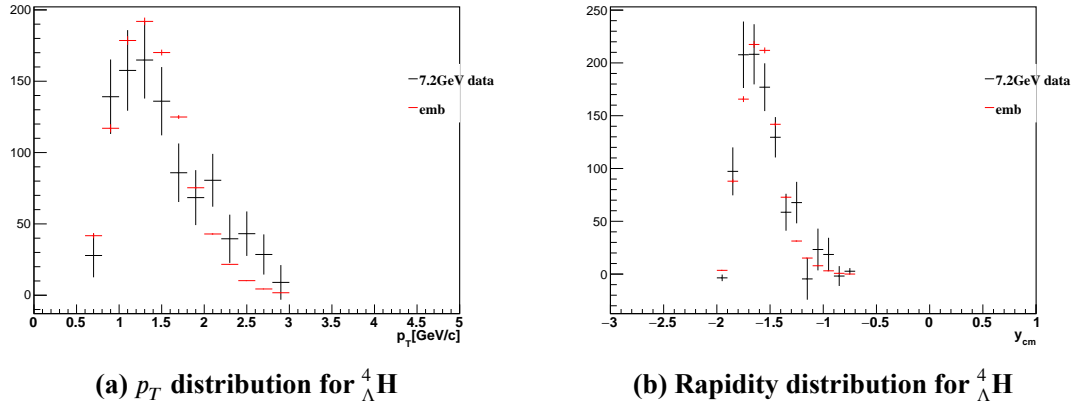 200
150
100
50
0
0 0.5 1 1.5 2 2.5 3 3.5 4 4.5 5
p_T[GeV/c]
7.2GeV data
emb
250
200
150
100
50
0
−3 −2.5 −2 −1.5 −1 −0.5 0 0.5 1
y_cm
7.2GeV data
emb
(a) p_T distribution for ⁴_ΛH
(b) Rapidity distribution for ⁴_ΛH